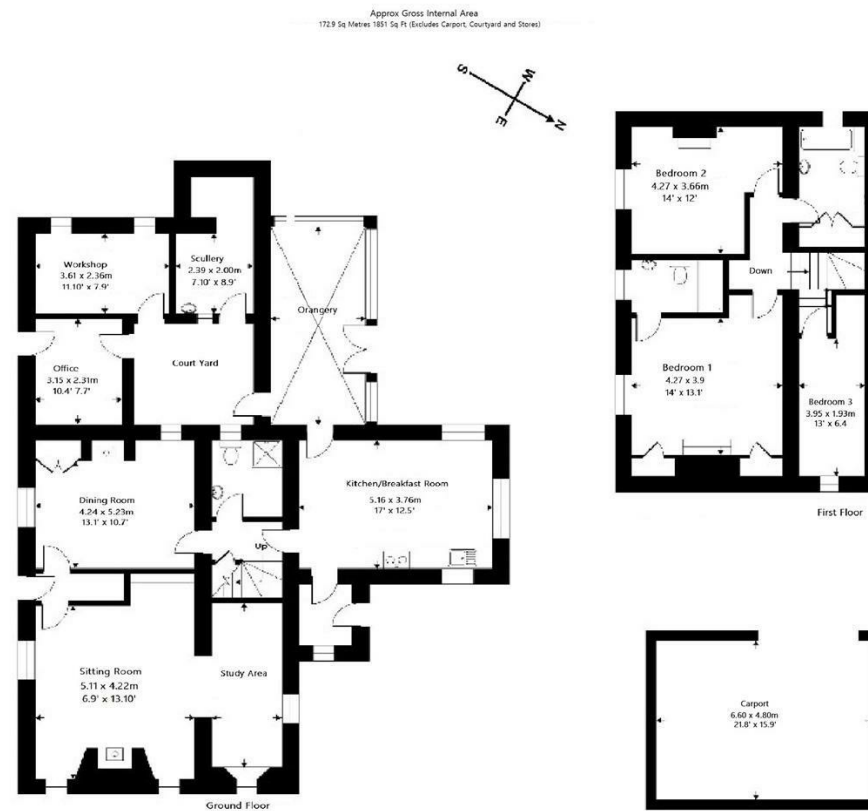 Approx Gross Internal Area
172.9 Sq Metres 1851 Sq Ft (Excludes Carport, Courtyard and Stores)
S
W
E
N
Workshop
3.61 x 2.36m
11.10' x 7.9'
Scullery
2.39 x 2.00m
7.10' x 8.9'
Orangery
Office
3.15 x 2.31m
10.4' 7.7'
Court Yard
Dining Room
4.24 x 5.23m
13.1' x 10.7'
Up
Kitchen/Breakfast Room
5.16 x 3.76m
17' x 12.5'
Sitting Room
5.11 x 4.22m
6.9' x 13.10'
Study Area
Ground Floor
Bedroom 2
4.27 x 3.66m
14' x 12'
Down
Bedroom 1
4.27 x 3.9
14' x 13.1'
Bedroom 3
3.95 x 1.93m
13' x 6.4
First Floor
Carport
6.60 x 4.80m
21.8' x 15.9'